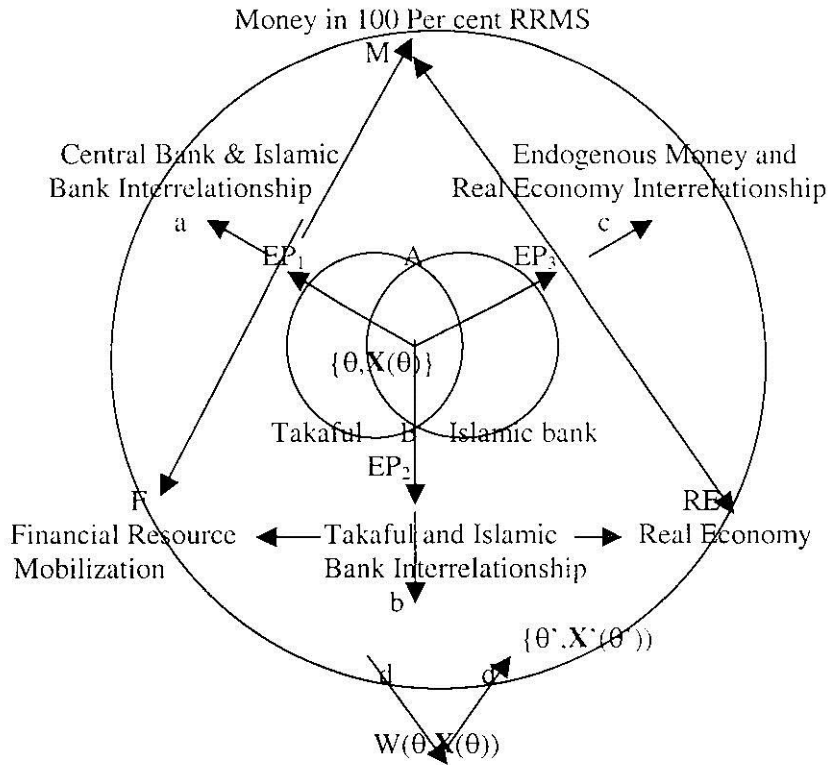 Money in 100 Per cent RRMS
M
Central Bank & Islamic
Bank Interrelationship
a
Endogenous Money and
Real Economy Interrelationship
c
EP₁
A
EP₃
{θ,X(θ)}
Takaful
B
Islamic bank
EP₂
F
RE
Financial Resource
Mobilization
Takaful and Islamic
Bank Interrelationship
Real Economy
b
{θ',X'(θ'))
d
d
W(θ,X(θ))